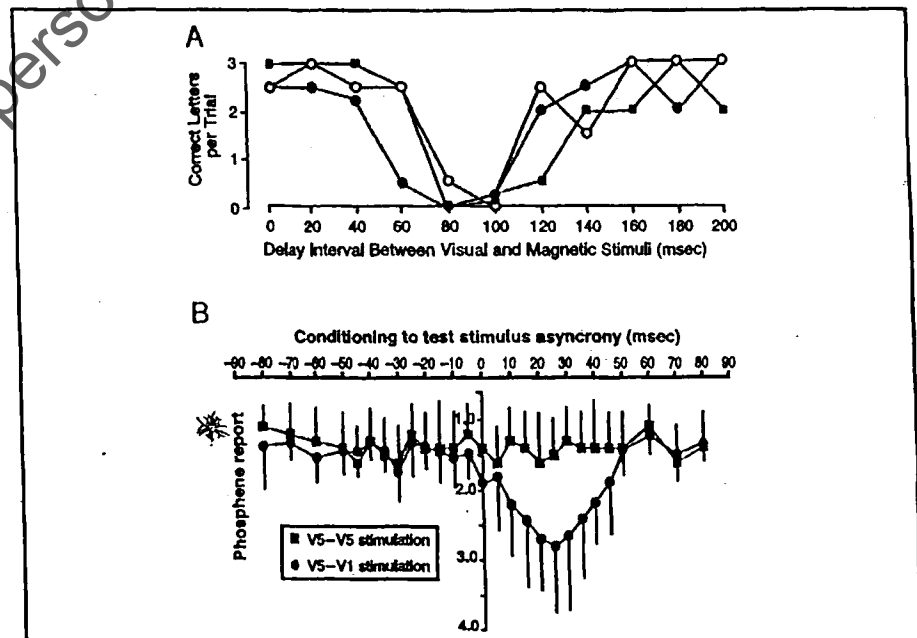 perso
A
Correct Letters
per Trial
3
2
1
0
0 20 40 60 80 100 120 140 160 180 200
Delay Interval Between Visual and Magnetic Stimuli (msec)
B
Conditioning to test stimulus asyncrony (msec)
-90 -80 -70 -60 -50 -40 -30 -20 -10 0 10 20 30 40 50 60 70 80 90
Phosphene report
1.0
2.0
3.0
4.0
V5-V5 stimulation
V5-V1 stimulation